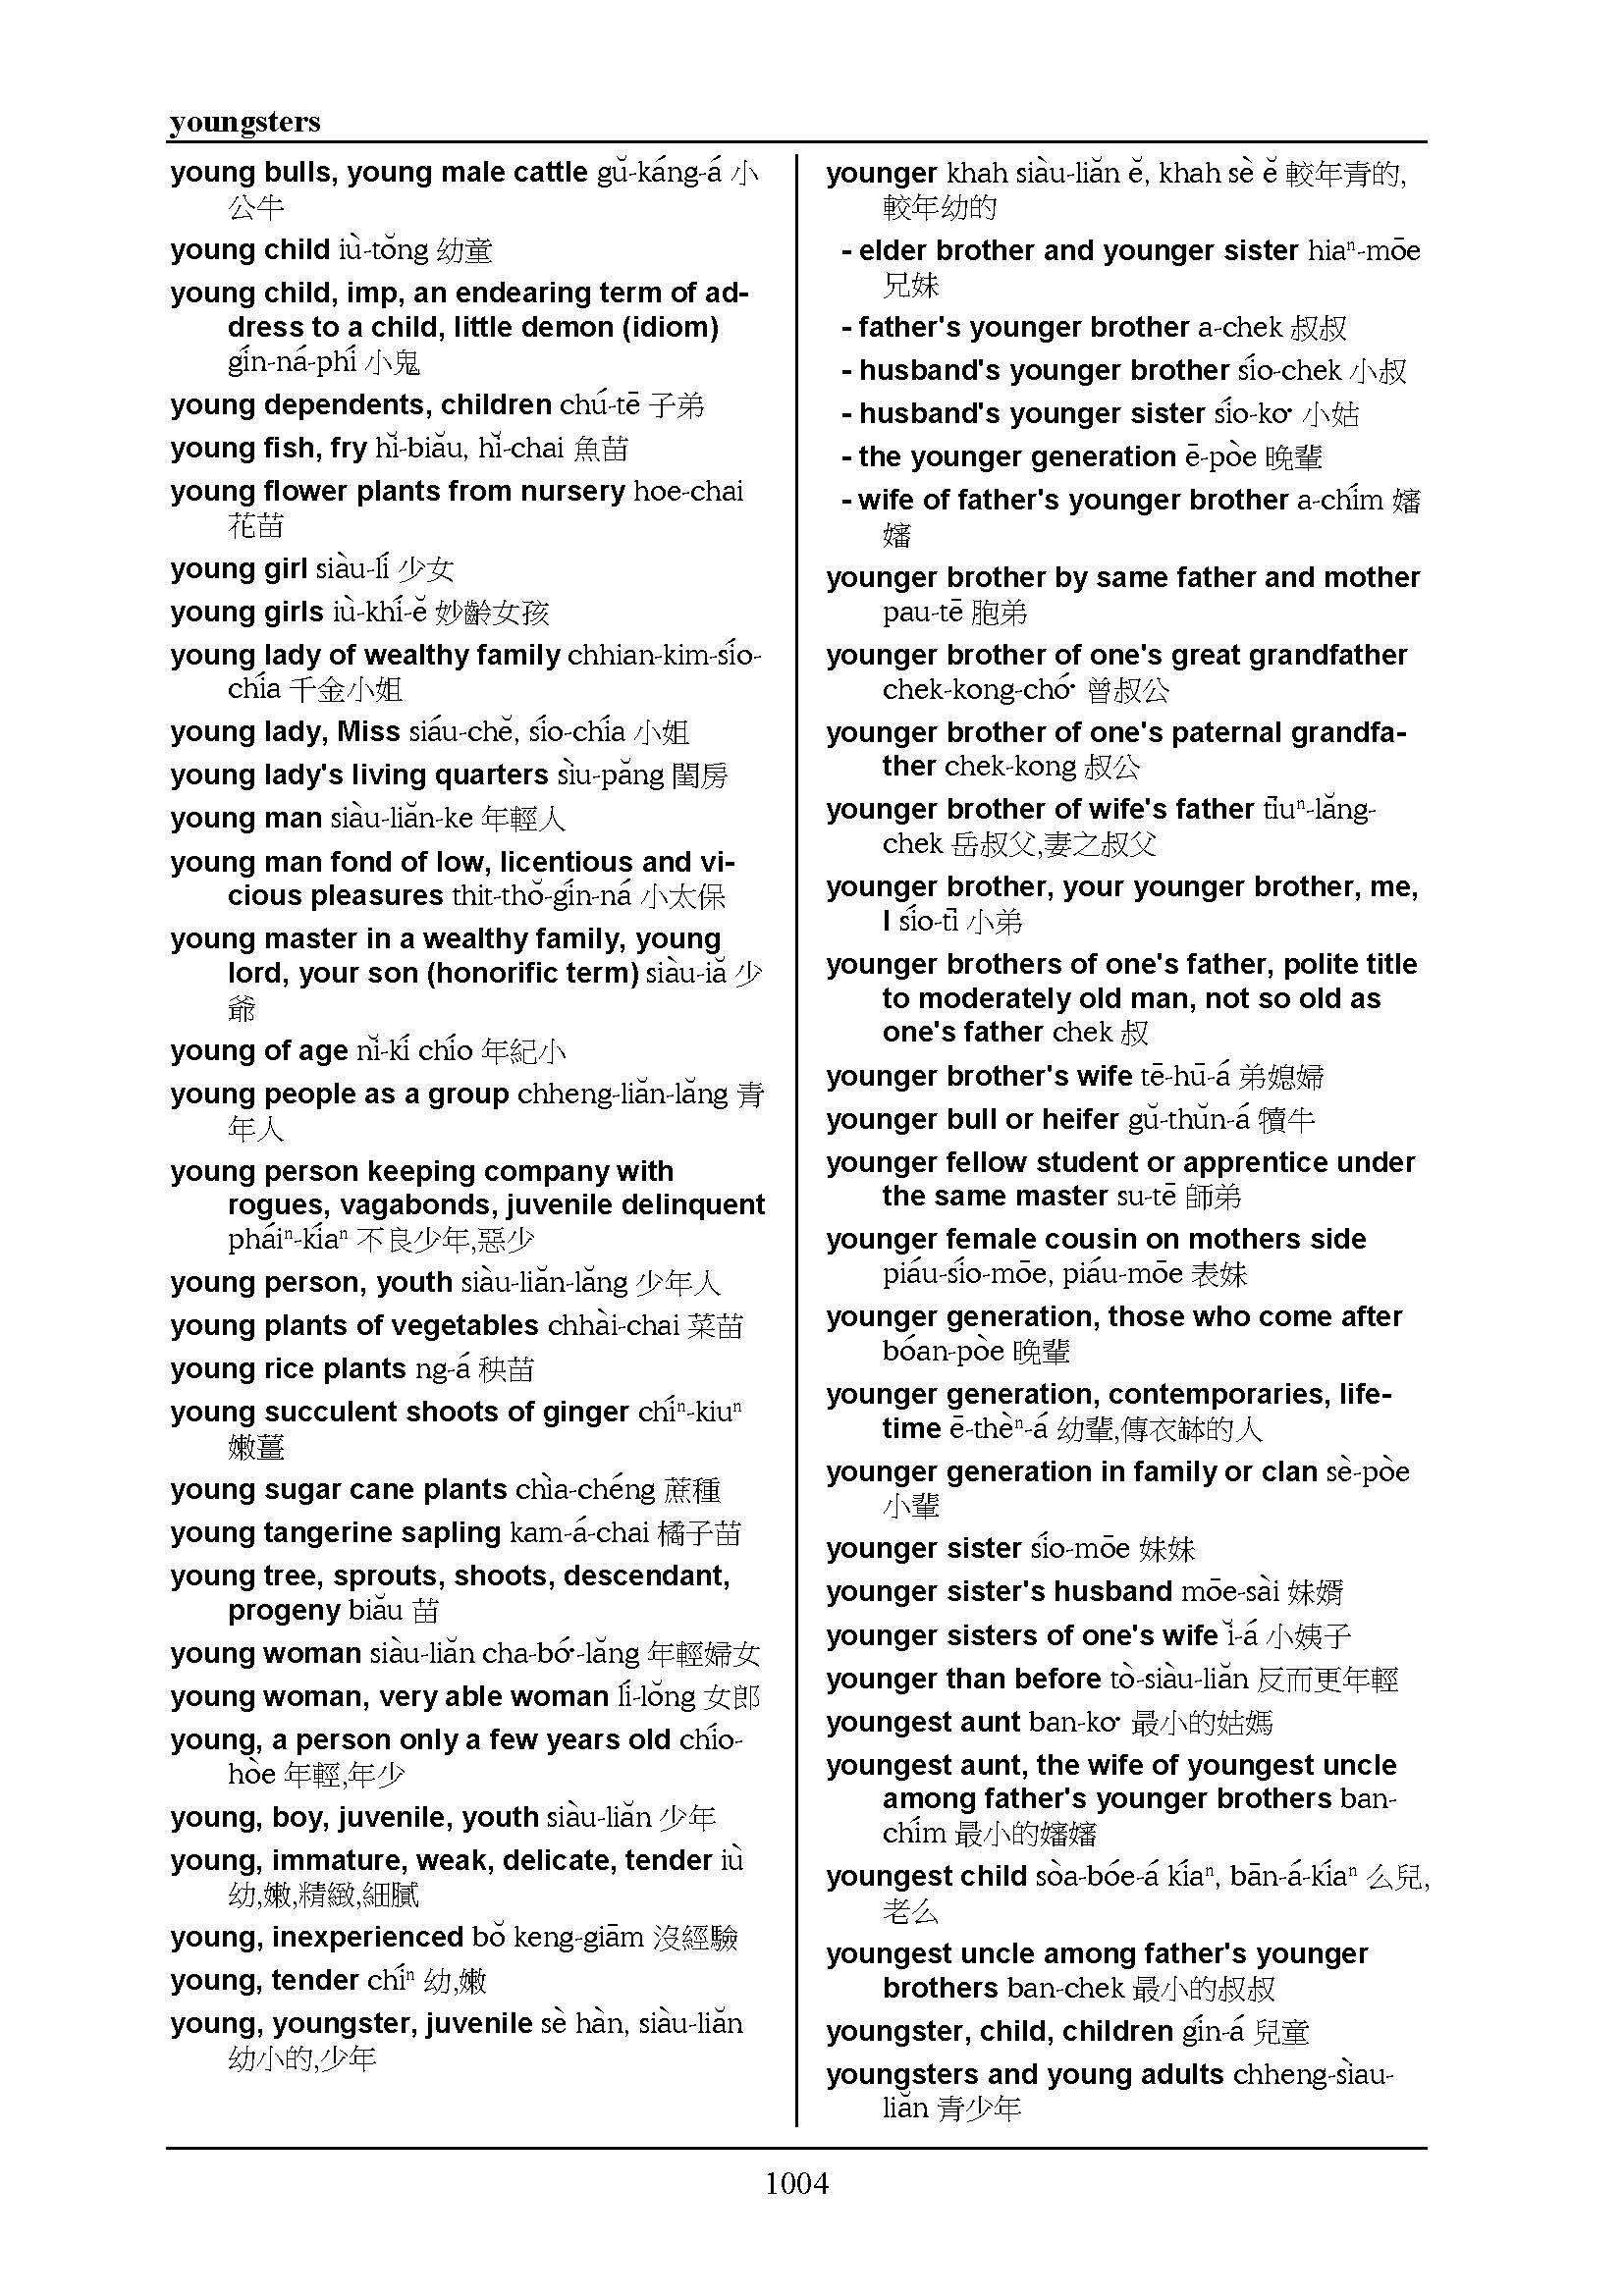 youngsters
young bulls, young male cattle gŭ-káng-á 小
公牛
young child iù-tŏng 幼童
young child, imp, an endearing term of ad-
dress to a child, little demon (idiom)
gín-ná-phí 小鬼
young dependents, children chú-tē 子弟
young fish, fry hĭ-biău, hĭ-chai 魚苗
young flower plants from nursery hoe-chai
花苗
young girl siàu-lí 少女
young girls iù-khí-ĕ 妙齡女孩
young lady of wealthy family chhian-kim-sío-
chía 千金小姐
young lady, Miss siáu-chĕ, sío-chía 小姐
young lady's living quarters sìu-păng 閨房
young man siàu-liăn-ke 年輕人
young man fond of low, licentious and vi-
cious pleasures thit-thŏ-gín-ná 小太保
young master in a wealthy family, young
lord, your son (honorific term) siàu-iă 少
爺
young of age nĭ-kí chío 年紀小
young people as a group chheng-liăn-lăng 青
年人
young person keeping company with
rogues, vagabonds, juvenile delinquent
pháiⁿ-kíaⁿ 不良少年,惡少
young person, youth siàu-liăn-lăng 少年人
young plants of vegetables chhài-chai 菜苗
young rice plants ng-á 秧苗
young succulent shoots of ginger chíⁿ-kiuⁿ
嫩薑
young sugar cane plants chìa-chéng 蔗種
young tangerine sapling kam-á-chai 橘子苗
young tree, sprouts, shoots, descendant,
progeny biău 苗
young woman siàu-liăn cha-bó͘-lăng 年輕婦女
young woman, very able woman lí-lŏng 女郎
young, a person only a few years old chío-
hòe 年輕,年少
young, boy, juvenile, youth siàu-liăn 少年
young, immature, weak, delicate, tender iù
幼,嫩,精緻,細膩
young, inexperienced bŏ keng-giām 沒經驗
young, tender chíⁿ 幼,嫩
young, youngster, juvenile sè hàn, siàu-liăn
幼小的,少年
younger khah siàu-liăn ĕ, khah sè ĕ 較年青的,
較年幼的
- elder brother and younger sister hiaⁿ-mōe
兄妹
- father's younger brother a-chek 叔叔
- husband's younger brother sío-chek 小叔
- husband's younger sister sío-ko͘ 小姑
- the younger generation ē-pòe 晚輩
- wife of father's younger brother a-chím 嬸
嬸
younger brother by same father and mother
pau-tē 胞弟
younger brother of one's great grandfather
chek-kong-chó͘ 曾叔公
younger brother of one's paternal grandfa-
ther chek-kong 叔公
younger brother of wife's father tīuⁿ-lăng-
chek 岳叔父,妻之叔父
younger brother, your younger brother, me,
I sío-tī 小弟
younger brothers of one's father, polite title
to moderately old man, not so old as
one's father chek 叔
younger brother's wife tē-hū-á 弟媳婦
younger bull or heifer gŭ-thŭn-á 犢牛
younger fellow student or apprentice under
the same master su-tē 師弟
younger female cousin on mothers side
piáu-sío-mōe, piáu-mōe 表妹
younger generation, those who come after
bóan-pòe 晚輩
younger generation, contemporaries, life-
time ē-thèⁿ-á 幼輩,傳衣缽的人
younger generation in family or clan sè-pòe
小輩
younger sister sío-mōe 妹妹
younger sister's husband mōe-sài 妹婿
younger sisters of one's wife ĭ-á 小姨子
younger than before tò-siàu-liăn 反而更年輕
youngest aunt ban-ko͘ 最小的姑媽
youngest aunt, the wife of youngest uncle
among father's younger brothers ban-
chím 最小的嬸嬸
youngest child sòa-bóe-á kíaⁿ, bān-á-kíaⁿ 么兒,
老么
youngest uncle among father's younger
brothers ban-chek 最小的叔叔
youngster, child, children gín-á 兒童
youngsters and young adults chheng-sìau-
liăn 青少年
1004